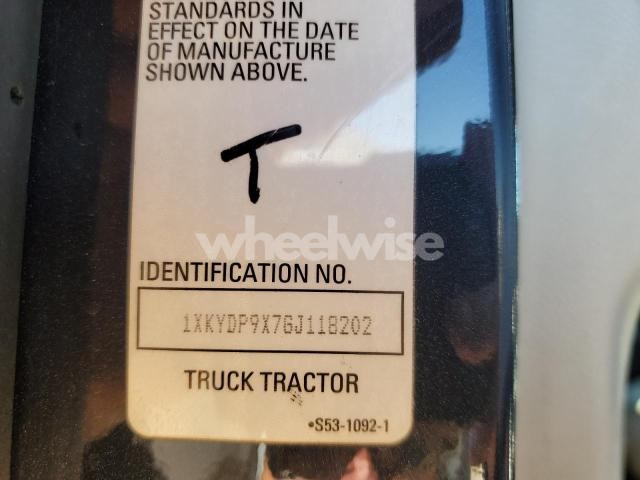 STANDARDS IN
EFFECT ON THE DATE
OF MANUFACTURE
SHOWN ABOVE.
T
wheelwise
IDENTIFICATION NO.
1XKYDP9X7GJ118202
TRUCK TRACTOR
•S53-1092-1